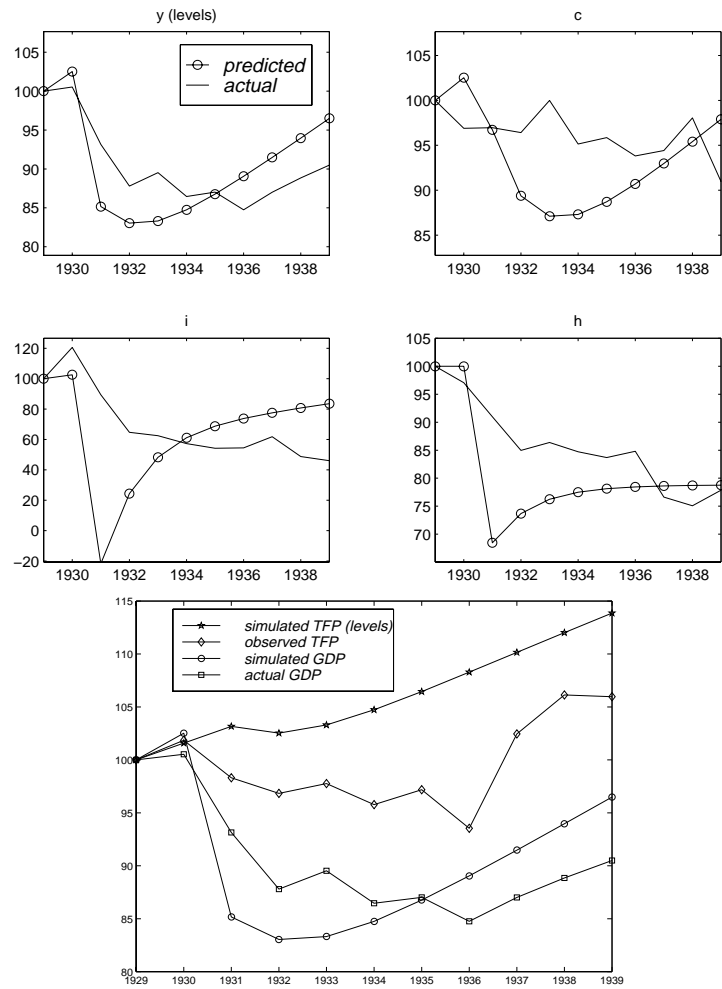 y (levels)
105
100
95
90
85
80
1930 1932 1934 1936 1938
predicted
actual
c
105
100
95
90
85
1930 1932 1934 1936 1938
i
120
100
80
60
40
20
0
−20
1930 1932 1934 1936 1938
h
105
100
95
90
85
80
75
70
1930 1932 1934 1936 1938
115
110
105
100
95
90
85
80
1929 1930 1931 1932 1933 1934 1935 1936 1937 1938 1939
simulated TFP (levels)
observed TFP
simulated GDP
actual GDP